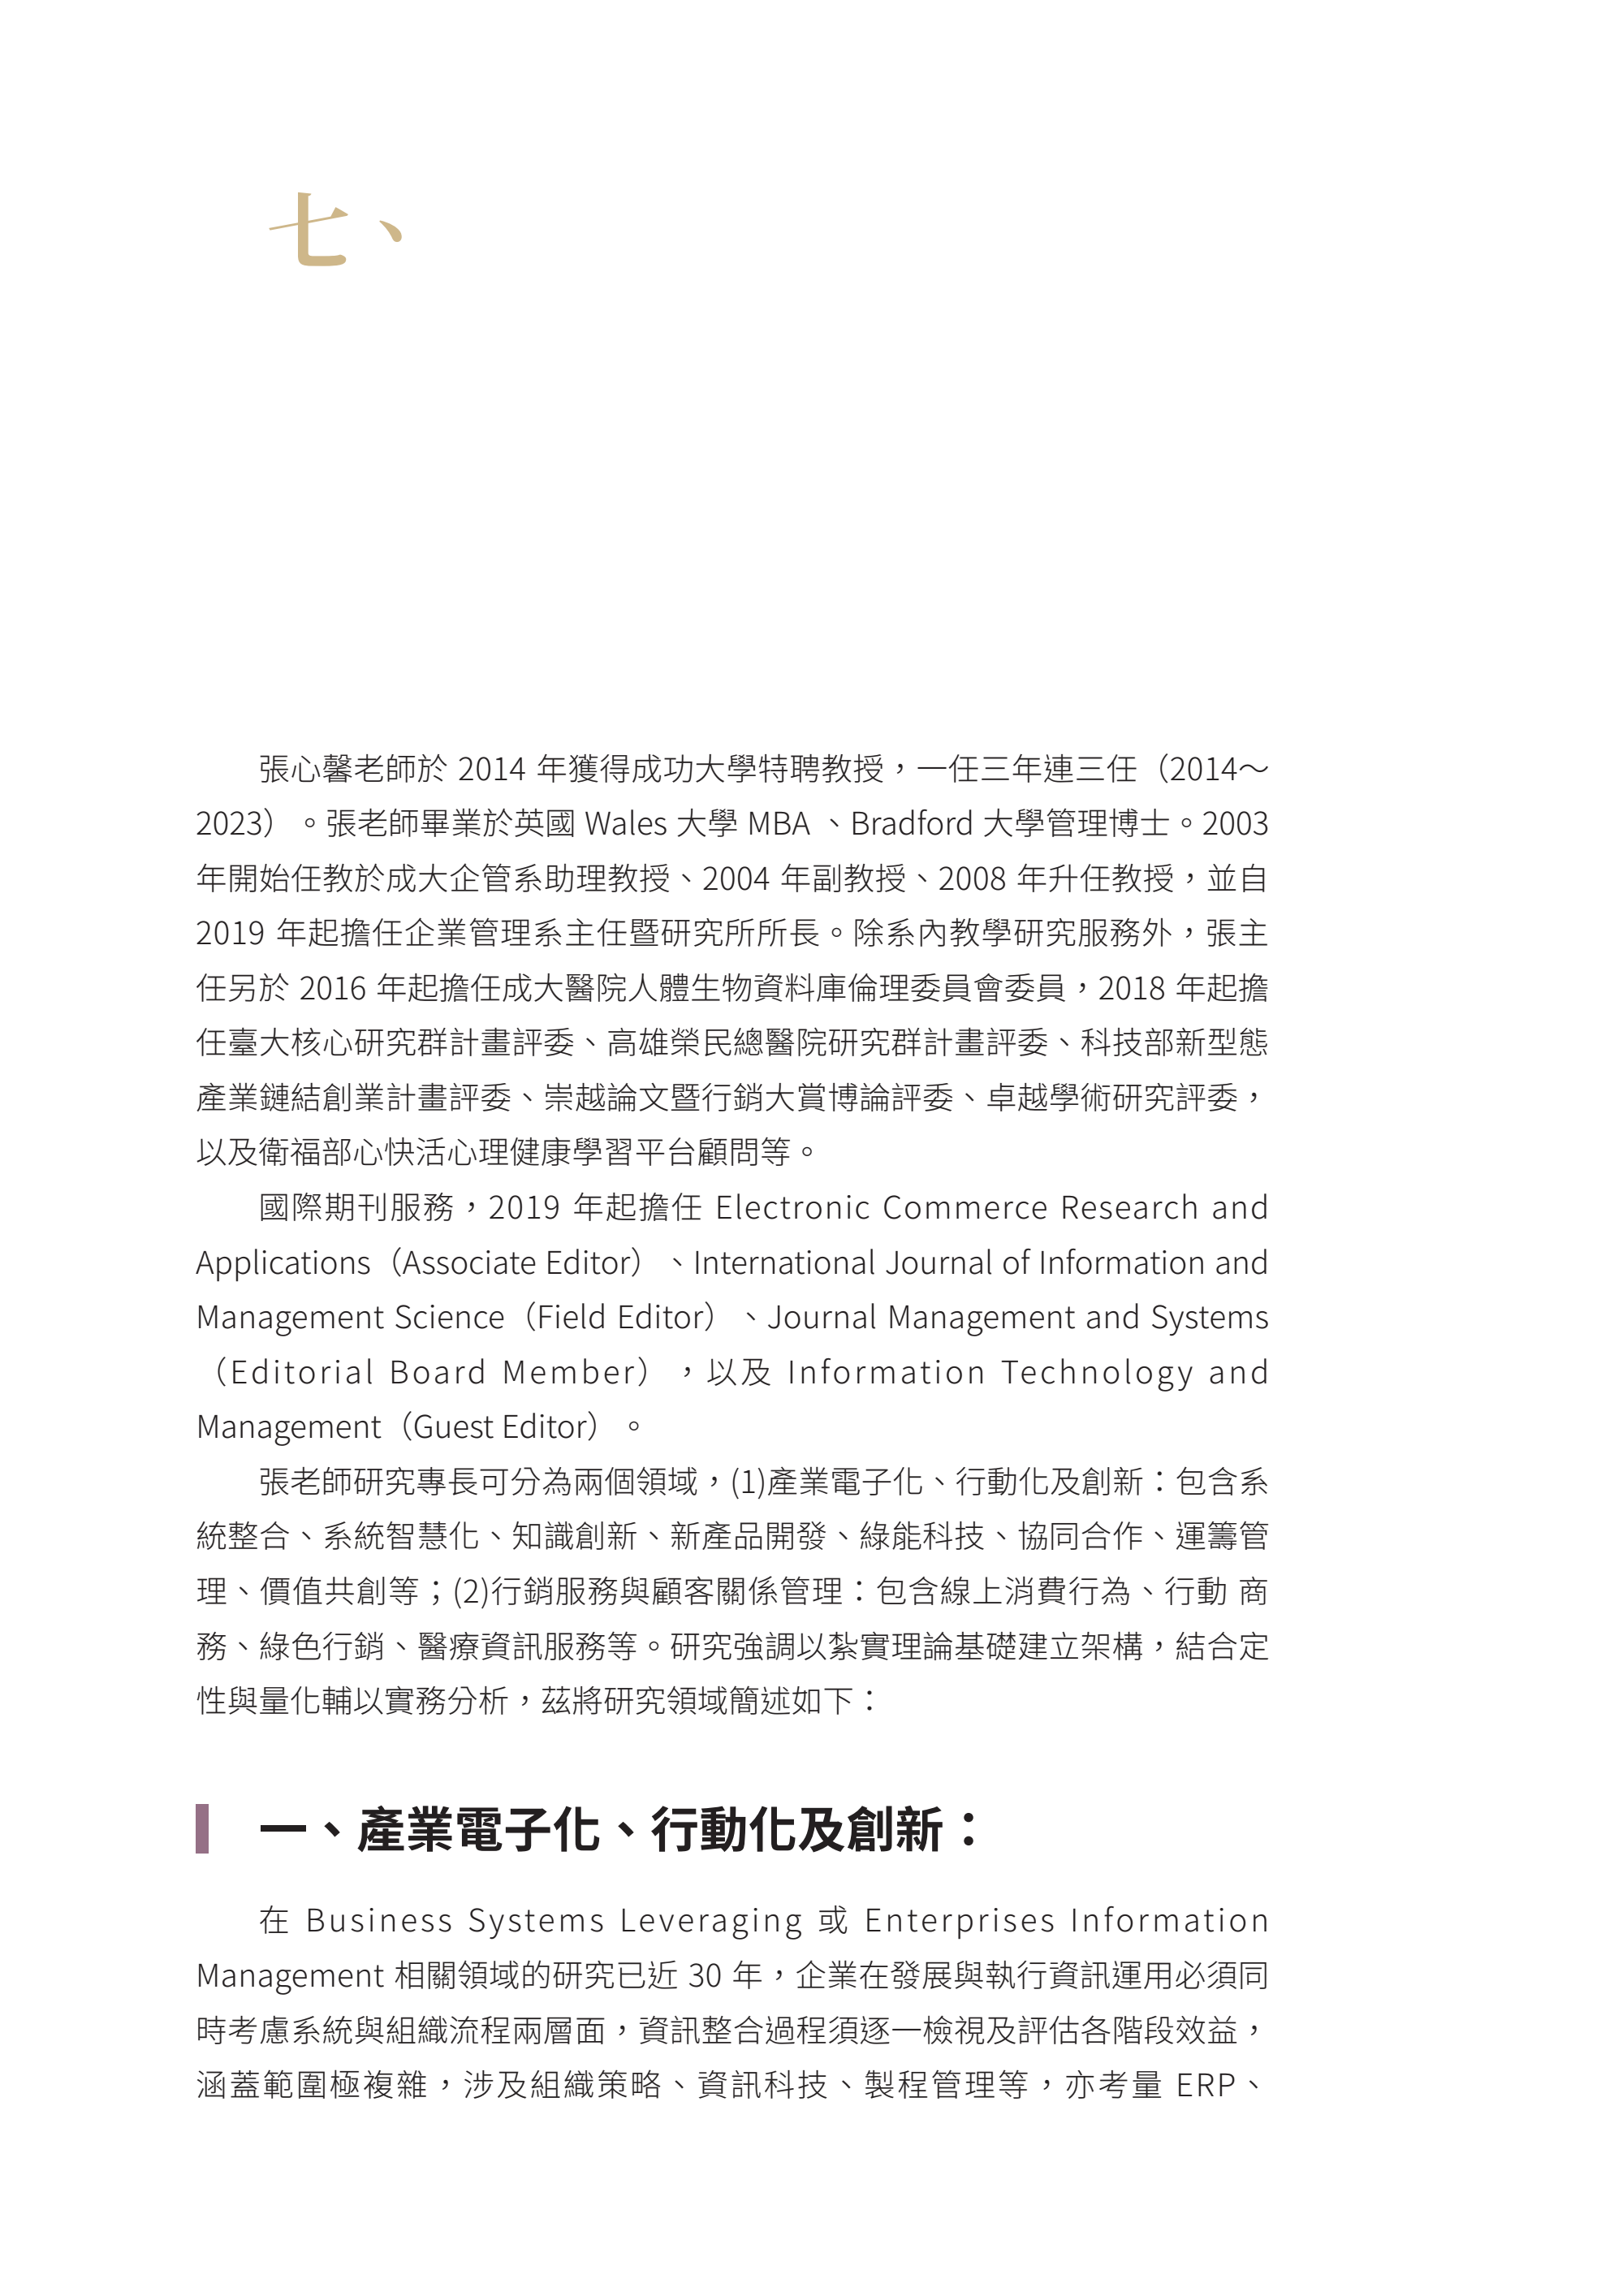 七、
張心馨老師於 2014 年獲得成功大學特聘教授，一任三年連三任（2014～
2023）。張老師畢業於英國 Wales 大學 MBA 、Bradford 大學管理博士。2003
年開始任教於成大企管系助理教授、2004 年副教授、2008 年升任教授，並自
2019 年起擔任企業管理系主任暨研究所所長。除系內教學研究服務外，張主
任另於 2016 年起擔任成大醫院人體生物資料庫倫理委員會委員，2018 年起擔
任臺大核心研究群計畫評委、高雄榮民總醫院研究群計畫評委、科技部新型態
產業鏈結創業計畫評委、崇越論文暨行銷大賞博論評委、卓越學術研究評委，
以及衛福部心快活心理健康學習平台顧問等。
國際期刊服務，2019 年起擔任 Electronic Commerce Research and
Applications（Associate Editor）、International Journal of Information and
Management Science（Field Editor）、Journal Management and Systems
（Editorial Board Member），以及 Information Technology and
Management（Guest Editor）。
張老師研究專長可分為兩個領域，(1)產業電子化、行動化及創新：包含系
統整合、系統智慧化、知識創新、新產品開發、綠能科技、協同合作、運籌管
理、價值共創等；(2)行銷服務與顧客關係管理：包含線上消費行為、行動 商
務、綠色行銷、醫療資訊服務等。研究強調以紮實理論基礎建立架構，結合定
性與量化輔以實務分析，茲將研究領域簡述如下：
一、產業電子化、行動化及創新：
在 Business Systems Leveraging 或 Enterprises Information
Management 相關領域的研究已近 30 年，企業在發展與執行資訊運用必須同
時考慮系統與組織流程兩層面，資訊整合過程須逐一檢視及評估各階段效益，
涵蓋範圍極複雜，涉及組織策略、資訊科技、製程管理等，亦考量 ERP、